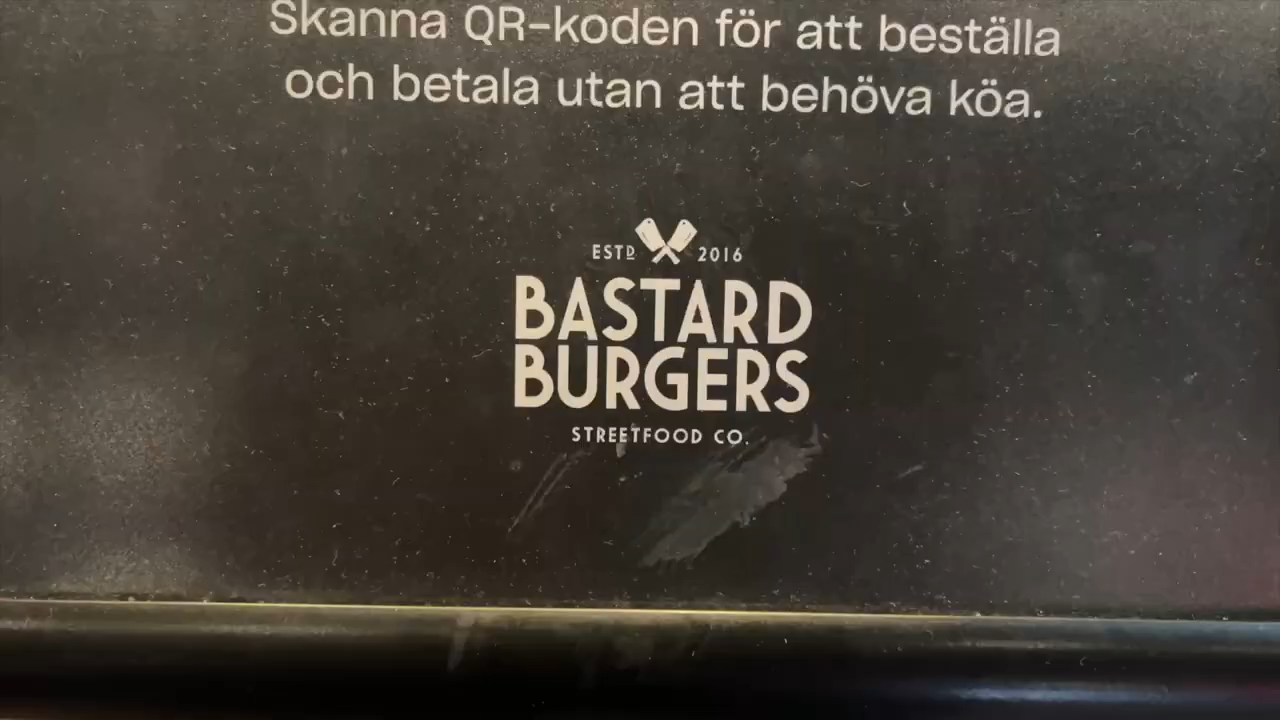 Skanna QR-koden för att beställa
och betala utan att behöva köa.
ESTD 2016
BASTARD
BURGERS
STREETFOOD CO.